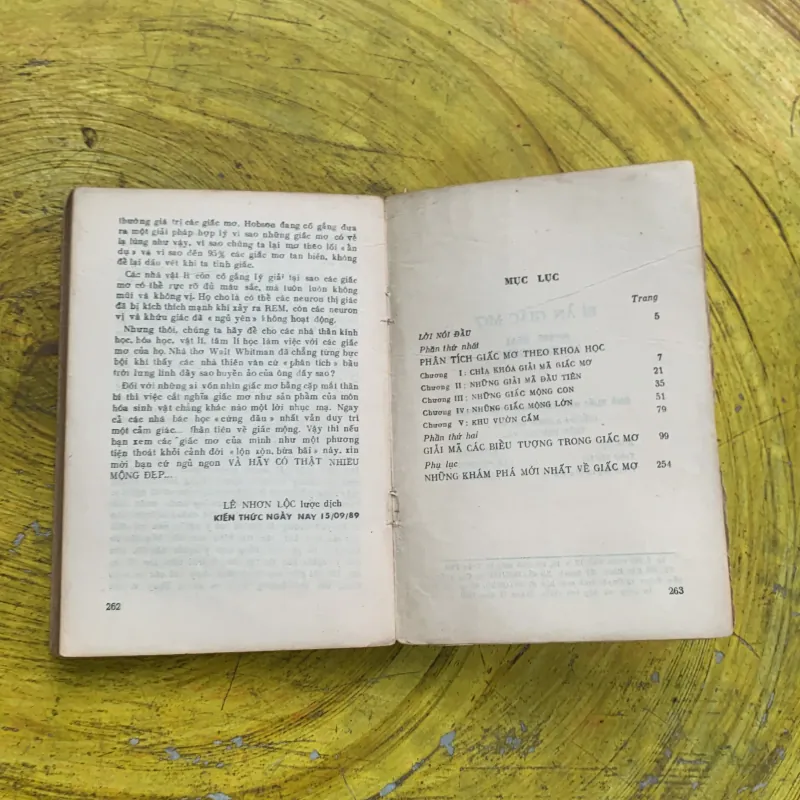 thưởng giá trị các giấc mơ. Hobson đang cố gắng đưa
ra một giải pháp hợp lý vì sao những giấc mơ có vẻ
lạ lùng như vậy, vì sao chúng ta lại mơ theo lối « ẩn
dụ » và vì sao đến 95% các giấc mơ tan biến, không
để lại dấu vết khi ta tỉnh giấc.
Các nhà vật lí còn cố gắng lý giải tại sao các giấc
mơ có thể rực rỡ đủ màu sắc, mà luôn luôn không
mùi và không vị. Họ cho là có thể các neuron thị giác
đã bị kích thích mạnh khi xảy ra REM, còn các neuron
vị và khứu giác đã « ngủ yên » không hoạt động.
Nhưng thôi, chúng ta hãy để cho các nhà thần kinh
học, hóa học, vật lí, tâm lí học làm việc với các giấc
mơ của họ. Nhà thơ Walt Whitman đã chẳng từng bực
bội khi thấy các nhà thiên văn cứ « phân tích » bầu
trời lung linh đầy sao huyền ảo của ông đấy sao?
Đối với những ai vốn nhìn giấc mơ bằng cặp mắt thần
bí thì việc cắt nghĩa giấc mơ như sản phẩm của môn
hóa sinh vật chẳng khác nào một lời nhục mạ. Ngay
cả các nhà bác học « cứng đầu » nhất vẫn duy trì
một cảm giác... thần tiên về giấc mộng. Vậy thì nếu
bạn xem các giấc mơ của mình như một phương
tiện thoát khỏi cảnh đời « lộn xộn, bừa bãi » này, xin
mời bạn cứ ngủ ngon VÀ HÃY CÓ THẬT NHIỀU
MỘNG ĐẸP...
LÊ NHƠN LỘC lược dịch
KIẾN THỨC NGÀY NAY 15/09/89
262
MỤC LỤC
Trang
LỜI NÓI ĐẦU 5
Phần thứ nhất
PHÂN TÍCH GIẤC MƠ THEO KHOA HỌC
Chương I: CHÌA KHÓA GIẢI MÃ GIẤC MƠ 7
Chương II: NHỮNG GIẢI MÃ ĐẦU TIÊN 21
Chương III: NHỮNG GIẤC MỘNG CON 35
Chương IV: NHỮNG GIẤC MỘNG LỚN 51
Chương V: KHU VƯỜN CẤM 79
Phần thứ hai
GIẢI MÃ CÁC BIỂU TƯỢNG TRONG GIẤC MƠ 99
Phụ lục
NHỮNG KHÁM PHÁ MỚI NHẤT VỀ GIẤC MƠ 254
263